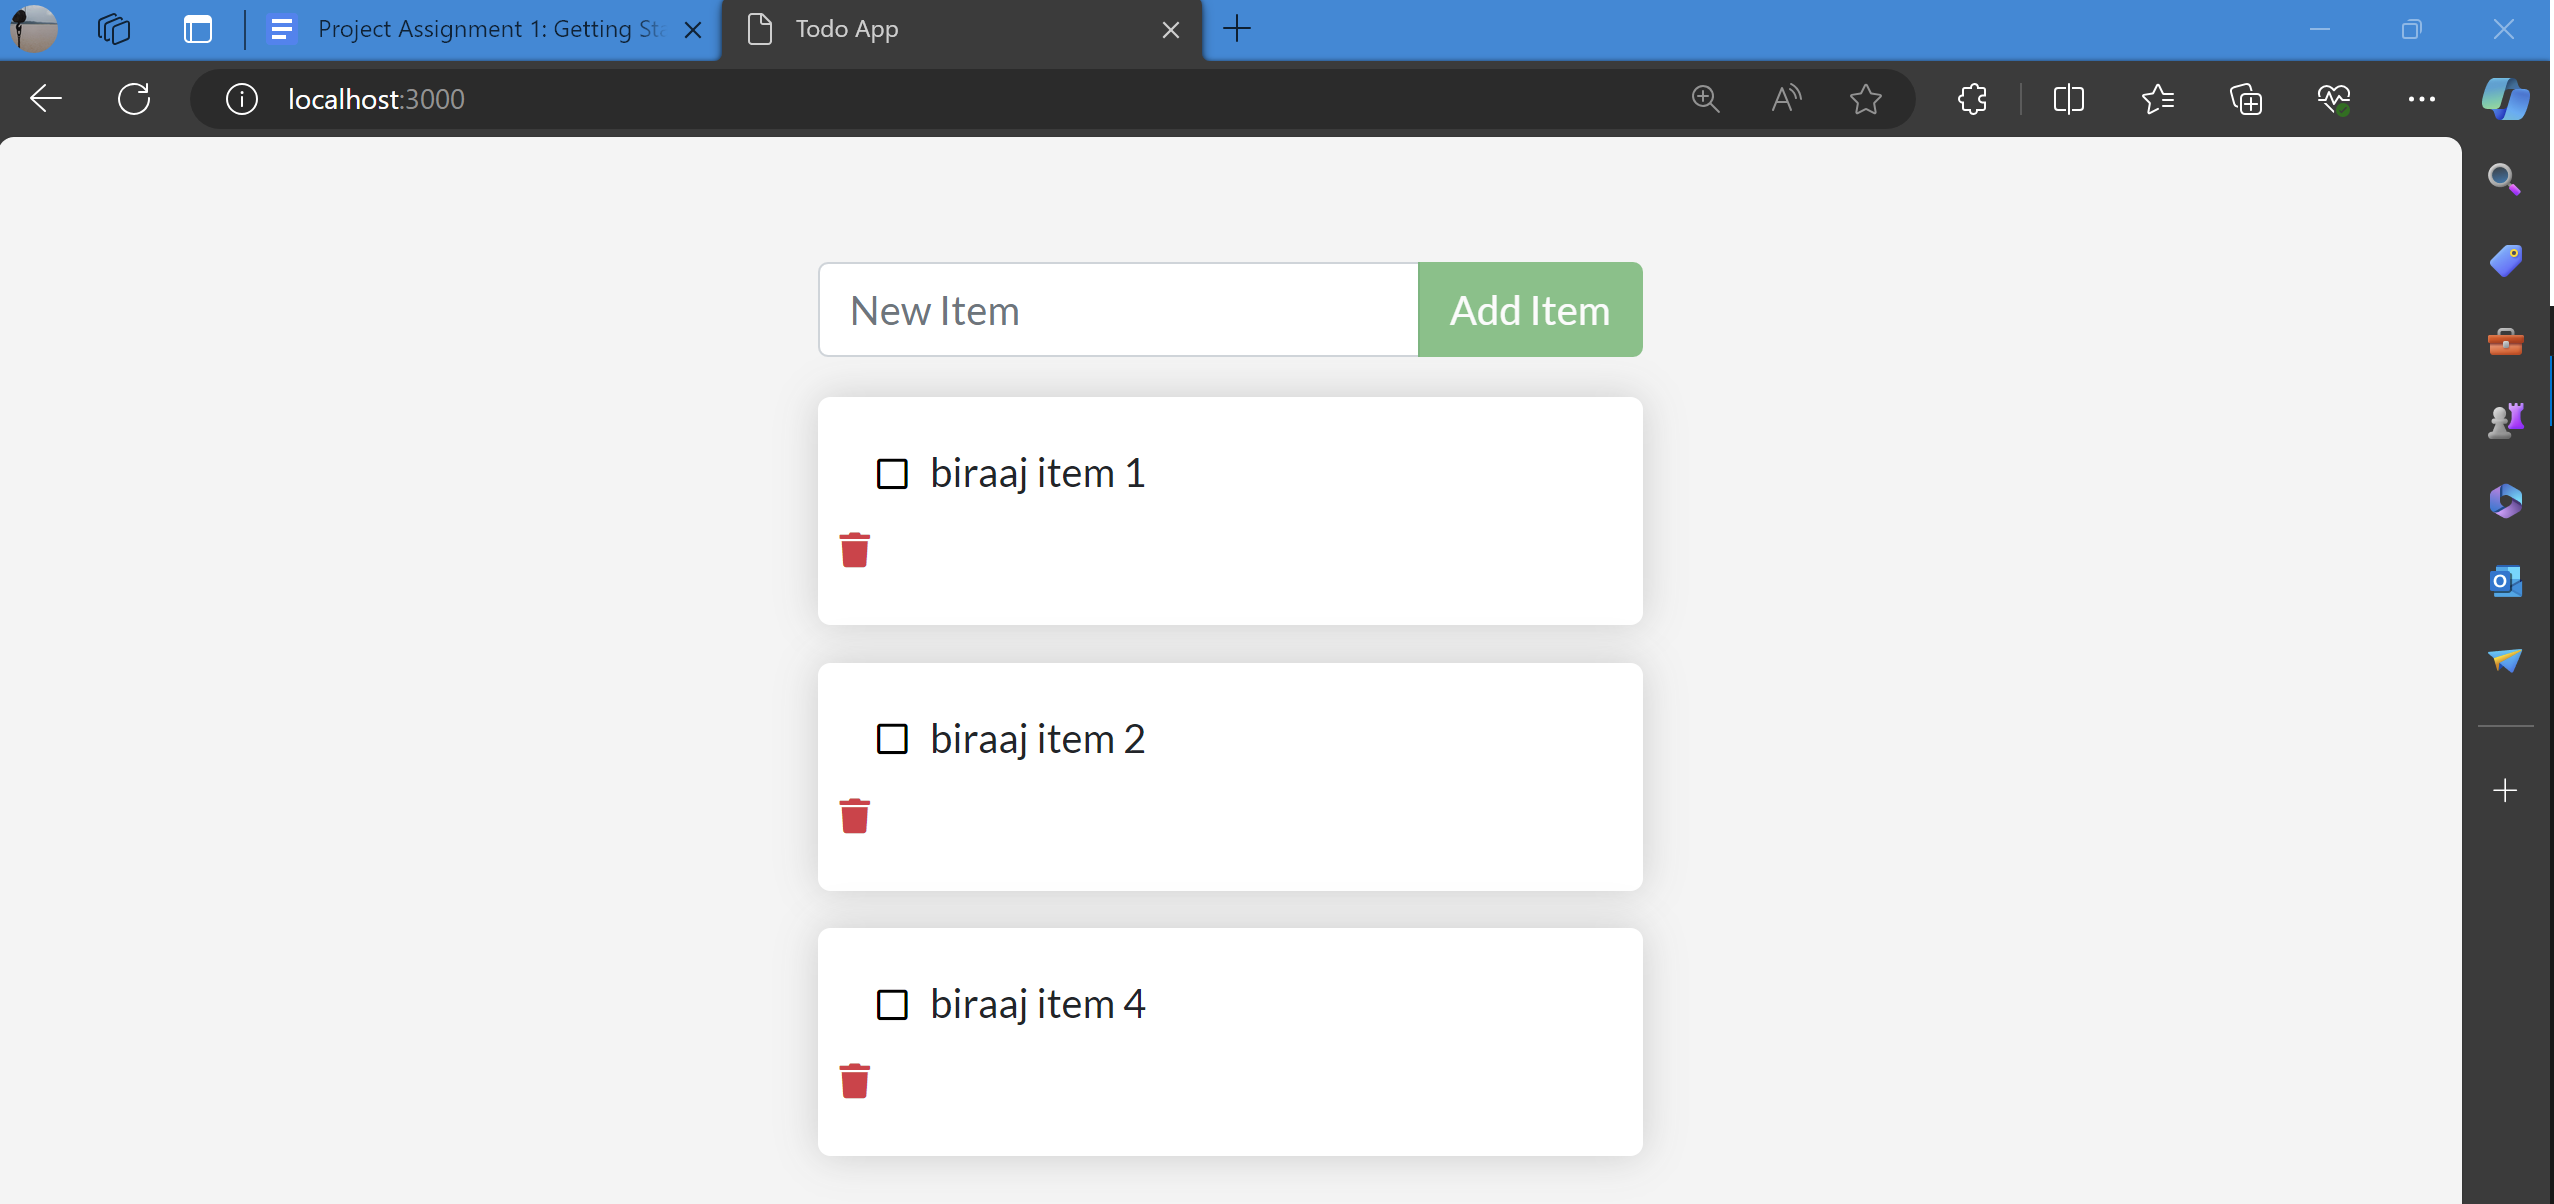 Project Assignment 1: Getting Sta
Todo App
localhost:3000
New Item
Add Item
biraaj item 1
biraaj item 2
biraaj item 4